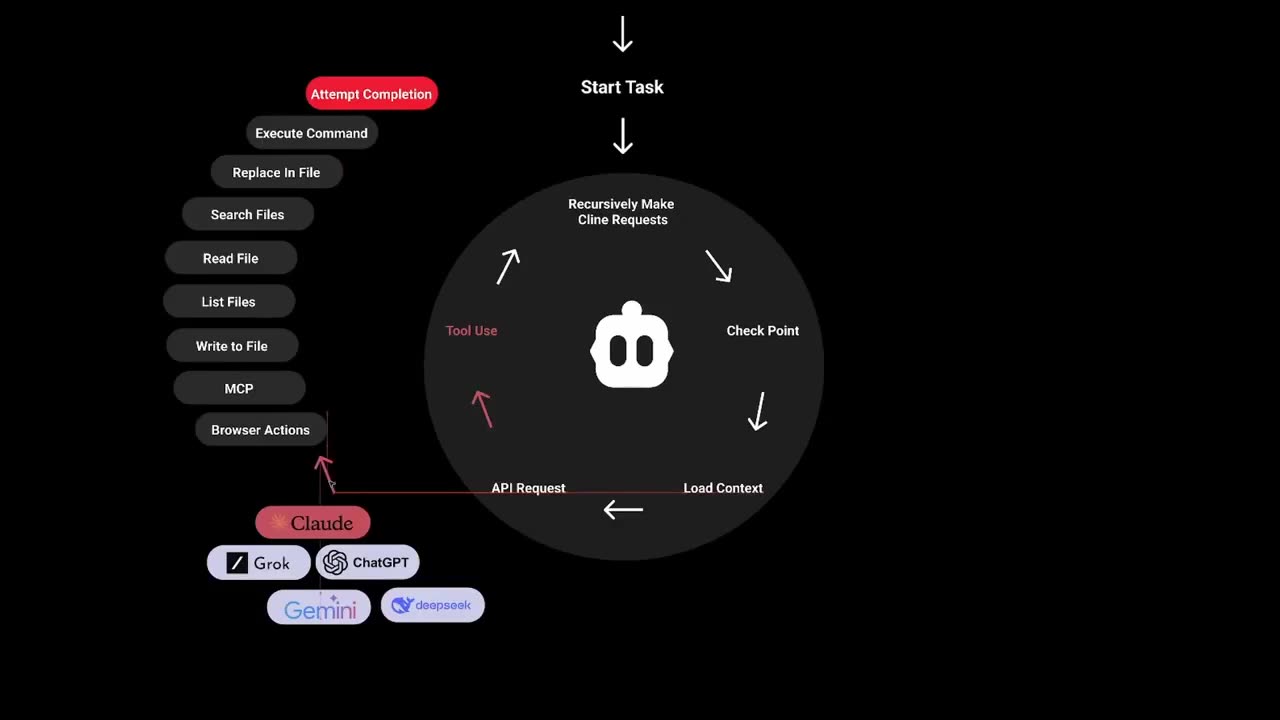 Start Task
Attempt Completion
Execute Command
Replace In File
Search Files
Read File
List Files
Write to File
MCP
Browser Actions
Recursively Make
Cline Requests
Check Point
Load Context
API Request
Tool Use
Claude
Grok
ChatGPT
Gemini
deepseek